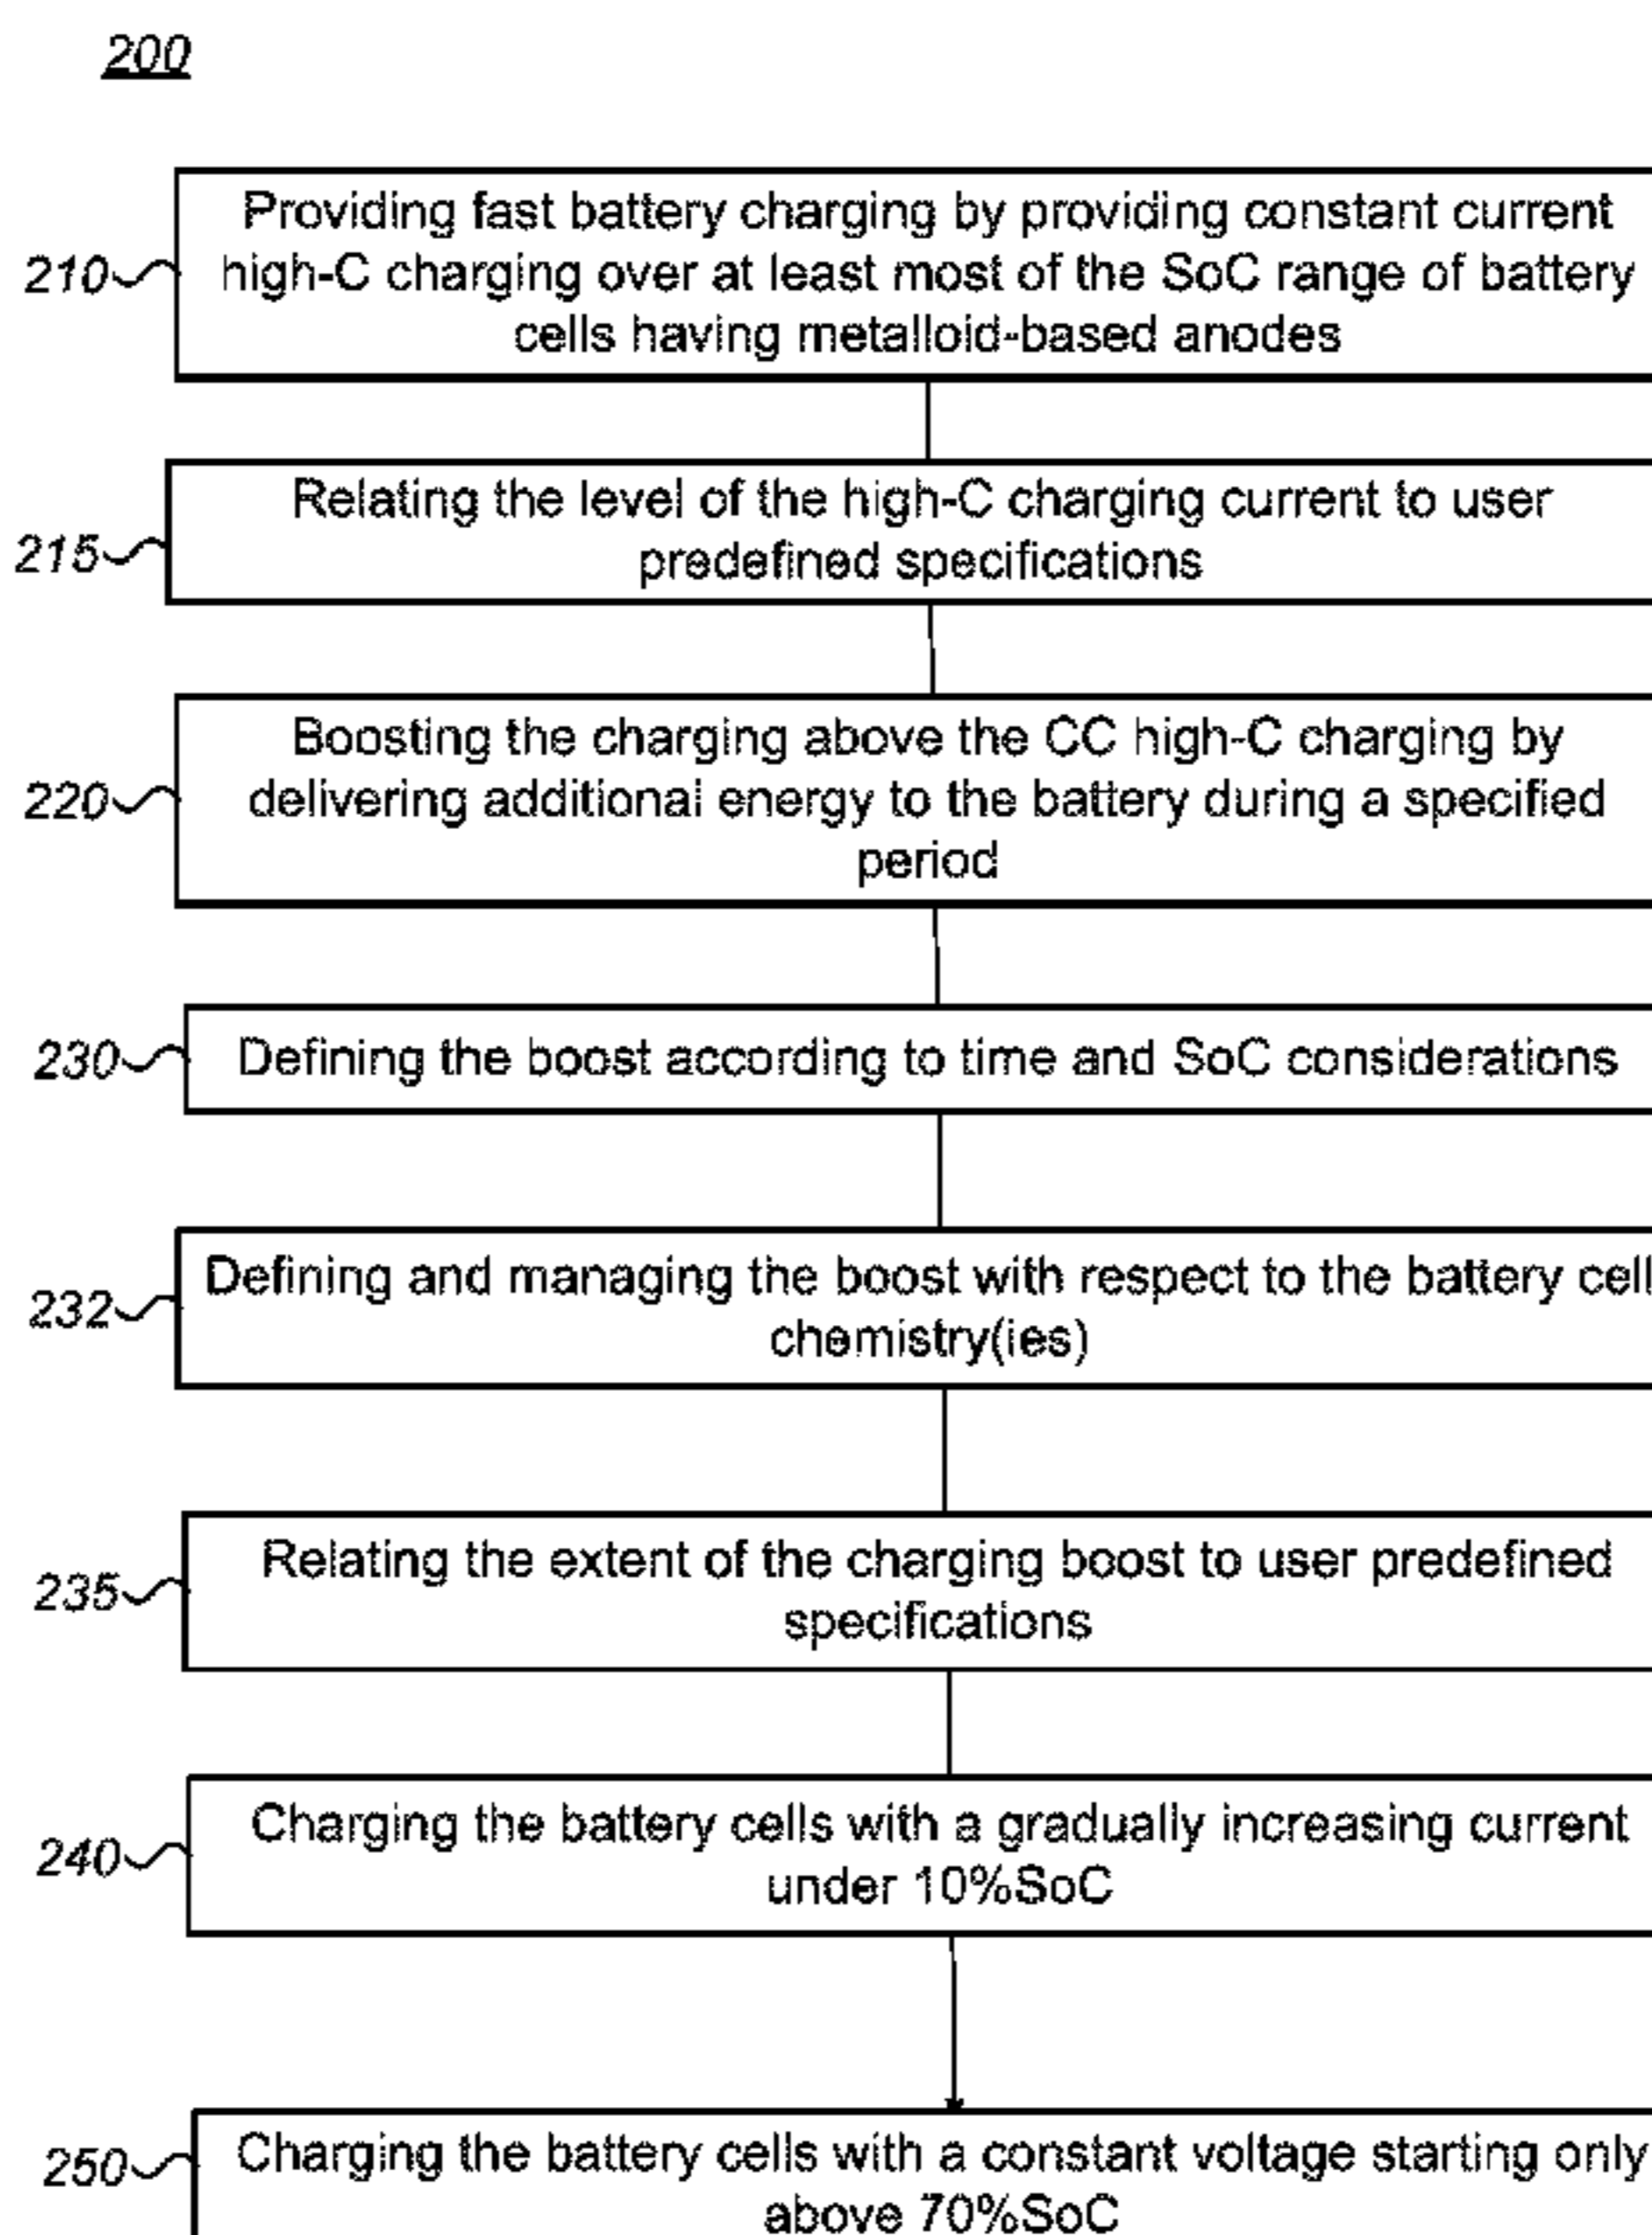 200
210
Providing fast battery charging by providing constant current
high-C charging over at least most of the SoC range of battery
cells having metalloid-based anodes
215
Relating the level of the high-C charging current to user
predefined specifications
220
Boosting the charging above the CC high-C charging by
delivering additional energy to the battery during a specified
period
230
Defining the boost according to time and SoC considerations
232
Defining and managing the boost with respect to the battery cell
chemistry(ies)
235
Relating the extent of the charging boost to user predefined
specifications
240
Charging the battery cells with a gradually increasing current
under 10%SoC
250
Charging the battery cells with a constant voltage starting only
above 70%SoC